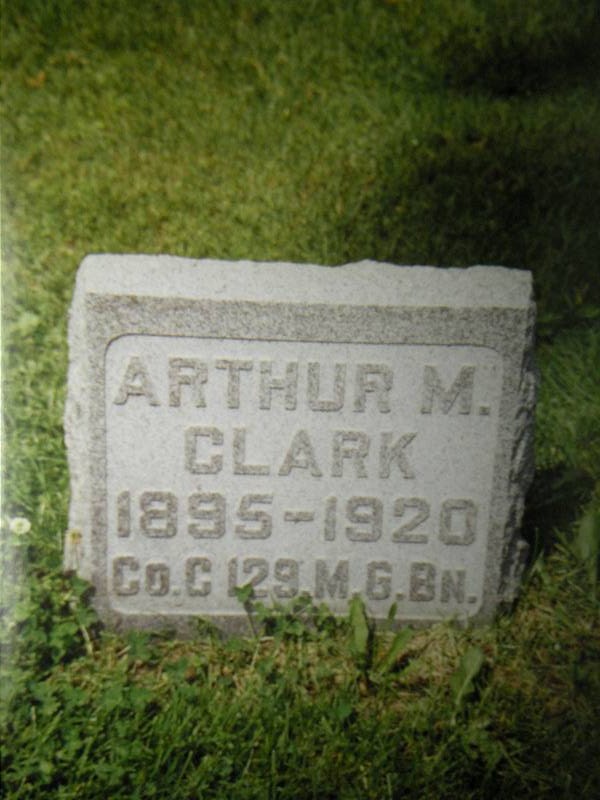 ARTHUR M.
CLARK
1895-1920
Co. C 129. M. G. BN.